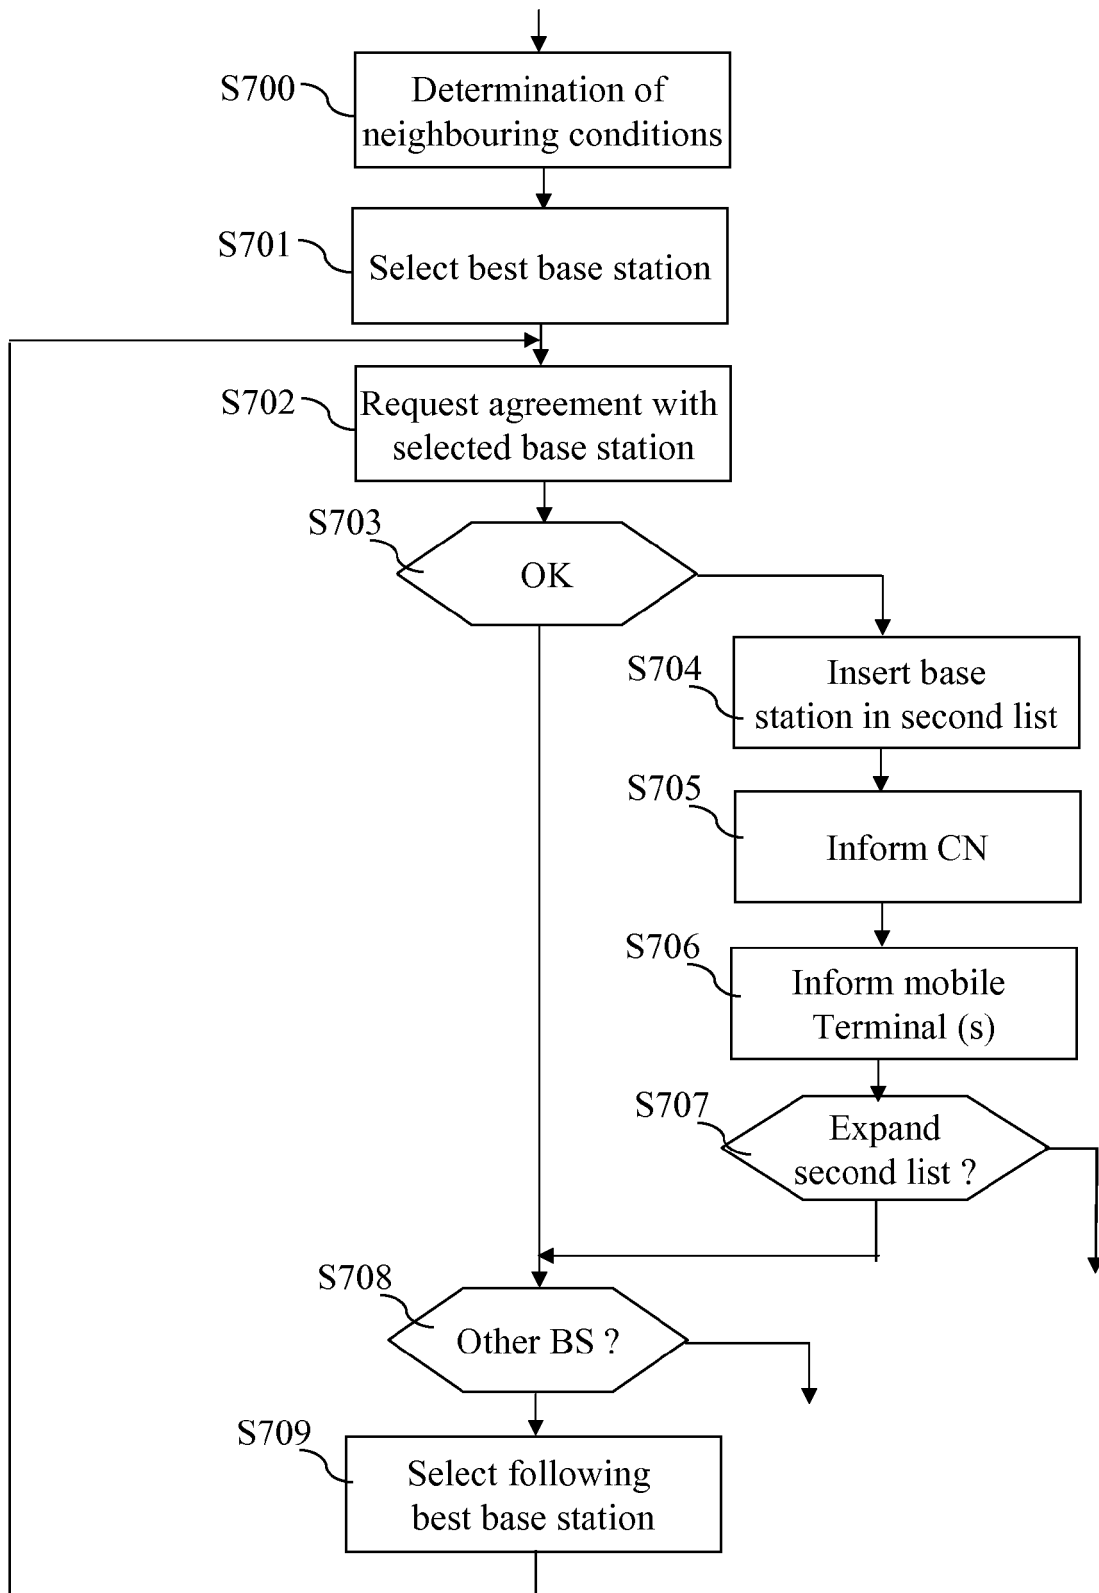 S700
Determination of
neighbouring conditions
S701
Select best base station
S702
Request agreement with
selected base station
S703
OK
S704
Insert base
station in second list
S705
Inform CN
S706
Inform mobile
Terminal (s)
S707
Expand
second list ?
S708
Other BS ?
S709
Select following
best base station